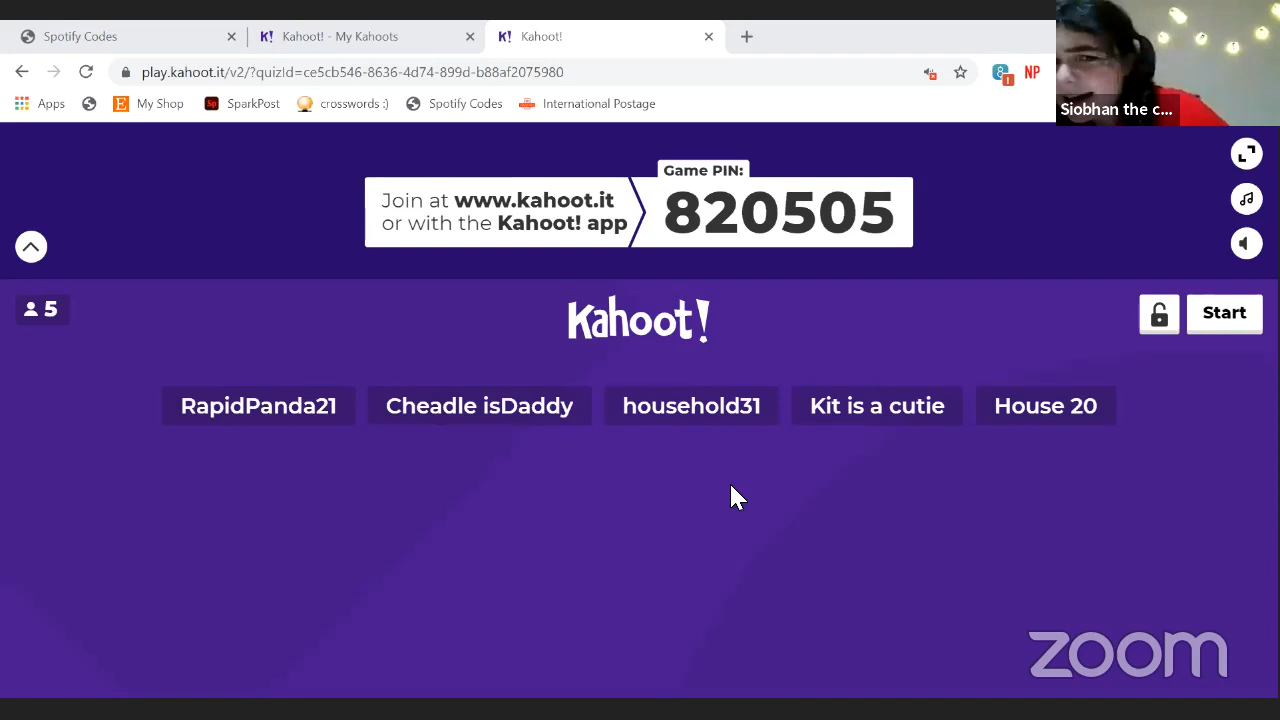 Spotify Codes
Kahoot! - My Kahoots
Kahoot!
play.kahoot.it/v2/?quizId=ce5bb546-8636-4d74-899d-b88af2075980
NP
Apps
My Shop
Sp
SparkPost
crosswords :)
Spotify Codes
International Postage
Siobhan the c...
Join at www.kahoot.it
or with the Kahoot! app
Game PIN:
820505
5
Kahoot!
Start
RapidPanda21
Cheadle isDaddy
household31
Kit is a cutie
House 20
zoom